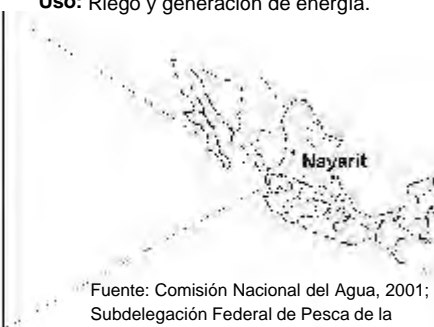 Uso: Riego y generación de energía.
Nayarit
Fuente: Comisión Nacional del Agua, 2001;
Subdelegación Federal de Pesca de la